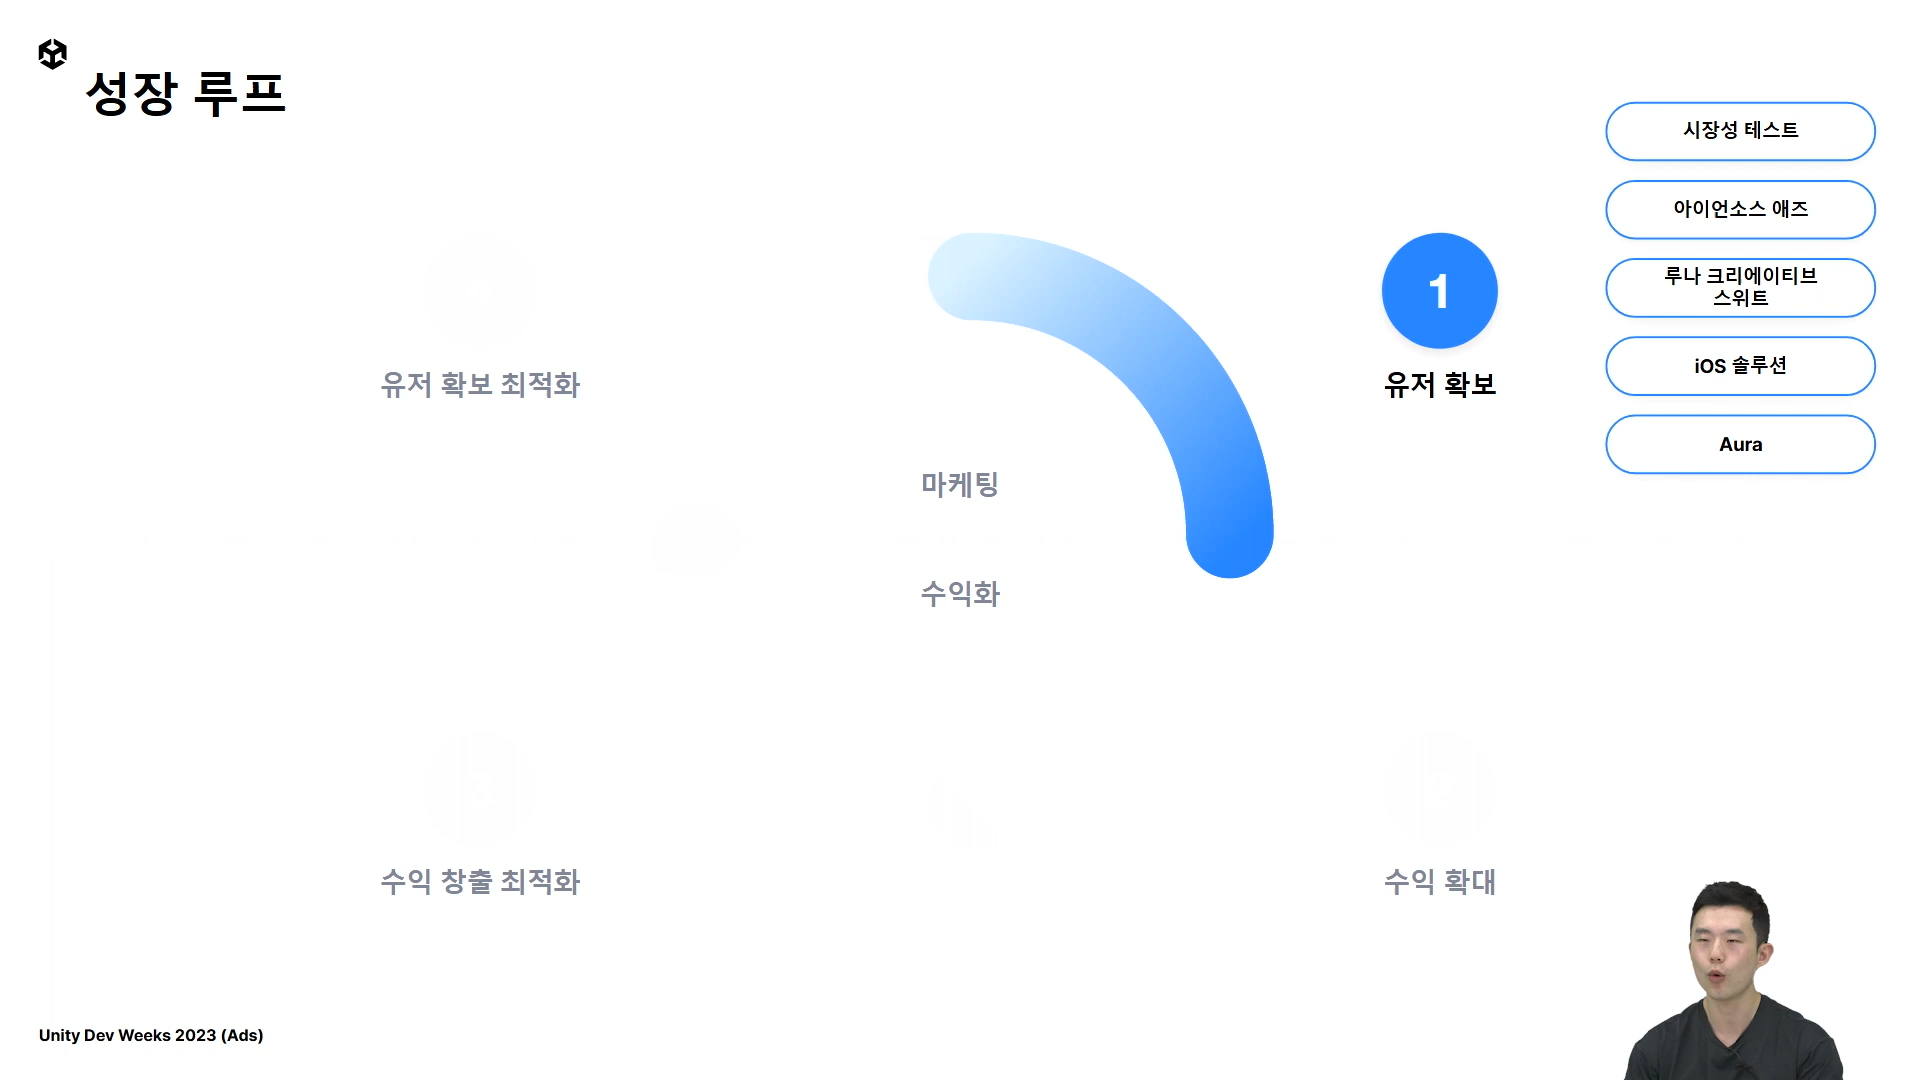 성장 루프
시장성 테스트
아이언소스 애즈
루나 크리에이티브
스위트
iOS 솔루션
Aura
1
유저 확보
유저 확보 최적화
마케팅
수익화
수익 창출 최적화
수익 확대
Unity Dev Weeks 2023 (Ads)